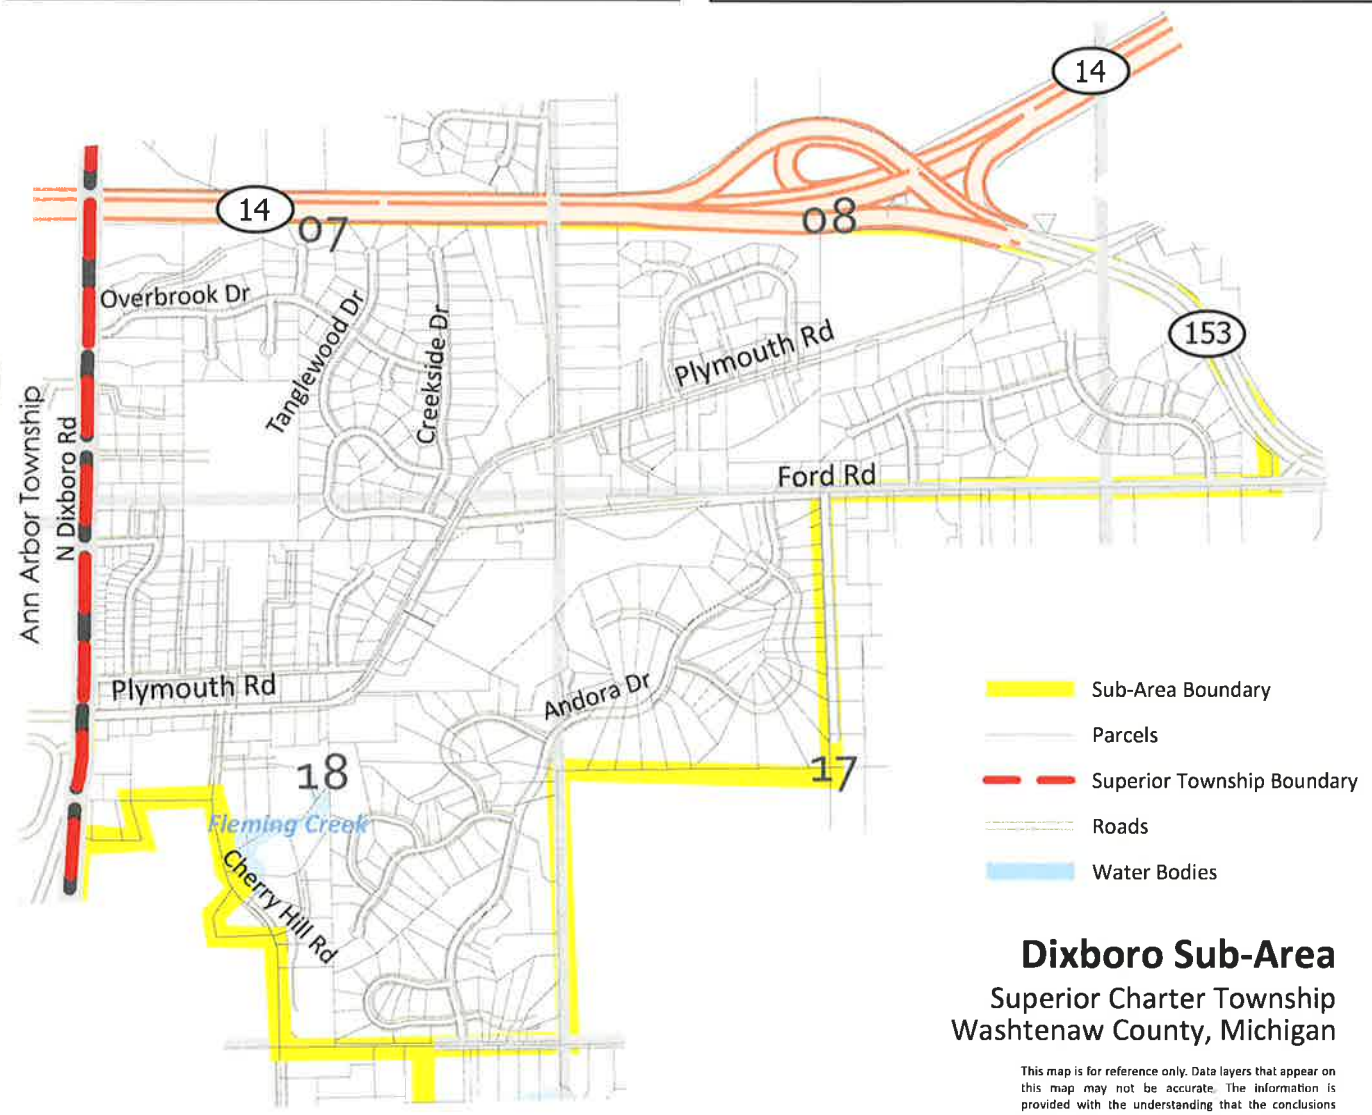 14
14
07
08
Overbrook Dr
Tanglewood Dr
Creekside Dr
Plymouth Rd
153
Ann Arbor Township
N Dixboro Rd
Ford Rd
Plymouth Rd
Andora Dr
18
17
Fleming Creek
Cherry Hill Rd
Sub-Area Boundary
Parcels
Superior Township Boundary
Roads
Water Bodies
Dixboro Sub-Area
Superior Charter Township
Washtenaw County, Michigan
This map is for reference only. Data layers that appear on
this map may not be accurate. The information is
provided with the understanding that the conclusions